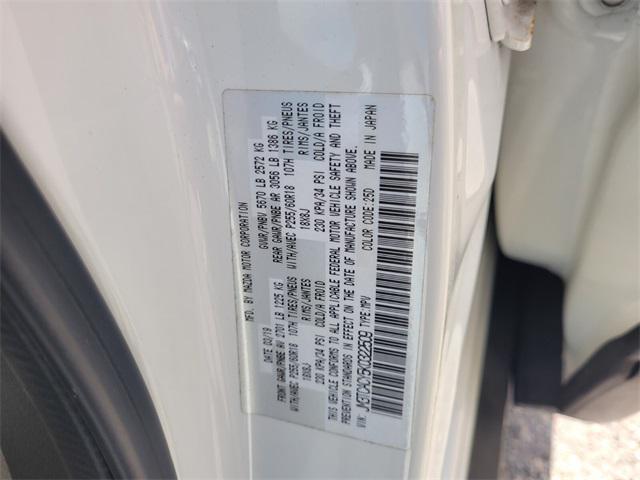 MFD. BY MAZDA MOTOR CORPORATION
DATE 03/19 GVWR/PNBV 5670 LB 2572 KG
FRONT GAWR/PNBE AV 2701 LB 1225 KG REAR GAWR/PNBE AR 3056 LB 1386 KG
WITH/AVEC P255/60R18 107H TIRES/PNEUS WITH/AVEC P255/60R18 107H TIRES/PNEUS
18X8J RIMS/JANTES 18X8J RIMS/JANTES
230 KPA/34 PSI COLD/A FROID 230 KPA/34 PSI COLD/A FROID
THIS VEHICLE CONFORMS TO ALL APPLICABLE FEDERAL MOTOR VEHICLE SAFETY AND THEFT
PREVENTION STANDARDS IN EFFECT ON THE DATE OF MANUFACTURE SHOWN ABOVE.
COLOR CODE:25D MADE IN JAPAN
VIN: TYPE:MPV